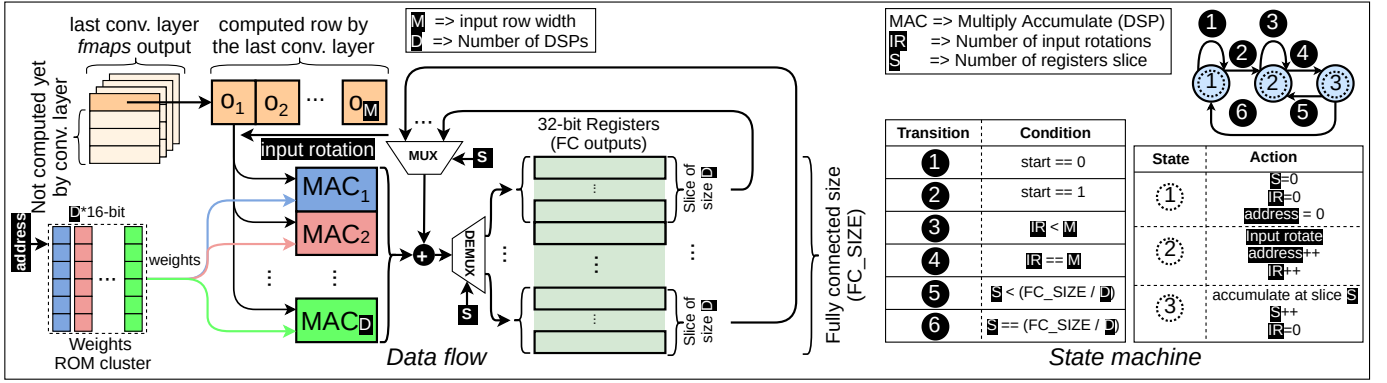 last conv. layer
fmaps output
computed row by
the last conv. layer
M => input row width
D => Number of DSPs
Not computed yet
by conv. layer
o1 o2 ... oM
input rotation
...
MUX
S
32-bit Registers
(FC outputs)
address
D*16-bit
...
weights
Weights
ROM cluster
MAC1
MAC2
MACD
+
DEMUX
S
Slice of
size D
Slice of
size D
Fully connected size
(FC_SIZE)
Data flow
MAC => Multiply Accumulate (DSP)
IR => Number of input rotations
S => Number of registers slice
1 3
2 4
1 2 3
6 5
Transition Condition
1 start == 0
2 start == 1
3 IR < M
4 IR == M
5 S < (FC_SIZE / D)
6 S == (FC_SIZE / D)
State Action
1 S=0
IR=0
address = 0
2 Input rotate
address++
IR++
3 accumulate at slice S
S++
IR=0
State machine